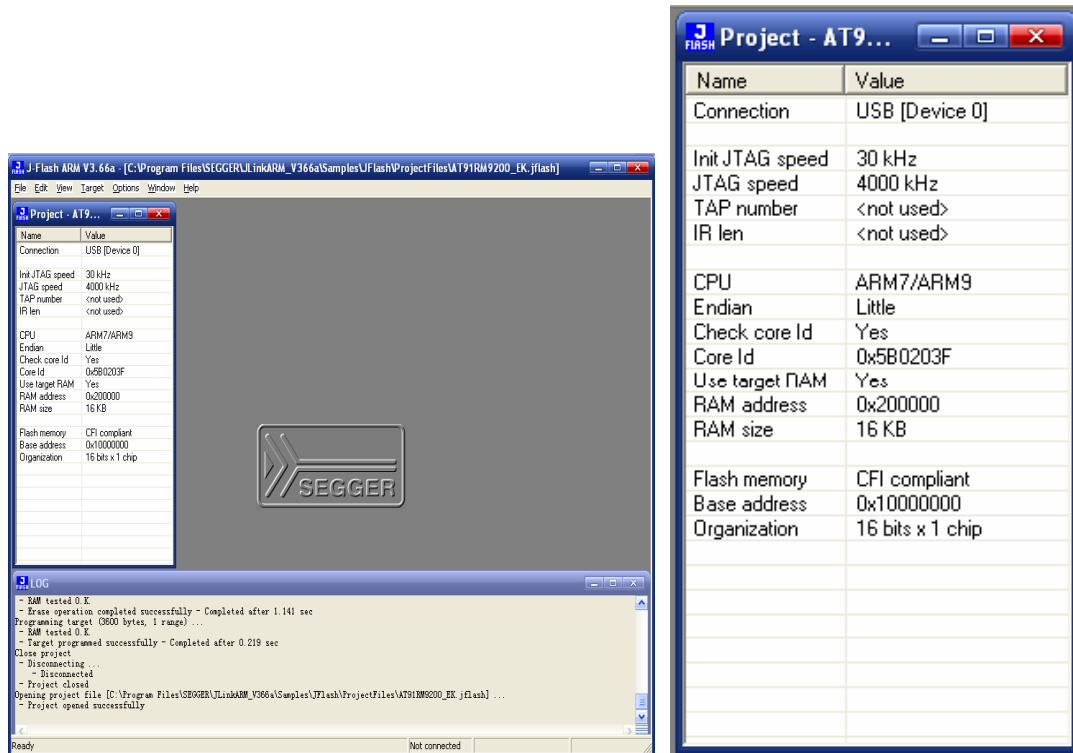 J-Flash ARM V3.66a - [C:\Program Files\SEGGER\JLinkARM_V366a\Samples\JFlash\ProjectFiles\AT91RM9200_EK.jflash]
File Edit View Target Options Window Help
Project - AT9...
Name Value
Connection USB [Device 0]
Init JTAG speed 30 kHz
JTAG speed 4000 kHz
TAP number <not used>
IR len <not used>
CPU ARM7/ARM9
Endian Little
Check core Id Yes
Core Id 0x5B0203F
Use target RAM Yes
RAM address 0x200000
RAM size 16 KB
Flash memory CFI compliant
Base address 0x10000000
Organization 16 bits x 1 chip
SEGGER
LOG
- RAM tested O.K.
- Erase operation completed successfully - Completed after 1.141 sec
Programming target (3600 bytes, 1 range) ...
- RAM tested O.K.
- Target programmed successfully - Completed after 0.219 sec
Close project
- Disconnecting ...
- Disconnected
- Project closed
Opening project file [C:\Program Files\SEGGER\JLinkARM_V366a\Samples\JFlash\ProjectFiles\AT91RM9200_EK.jflash] ...
- Project opened successfully
Ready Not connected
J FLASH Project - AT9...
Name Value
Connection USB [Device 0]
Init JTAG speed 30 kHz
JTAG speed 4000 kHz
TAP number <not used>
IR len <not used>
CPU ARM7/ARM9
Endian Little
Check core Id Yes
Core Id 0x5B0203F
Use target RAM Yes
RAM address 0x200000
RAM size 16 KB
Flash memory CFI compliant
Base address 0x10000000
Organization 16 bits x 1 chip